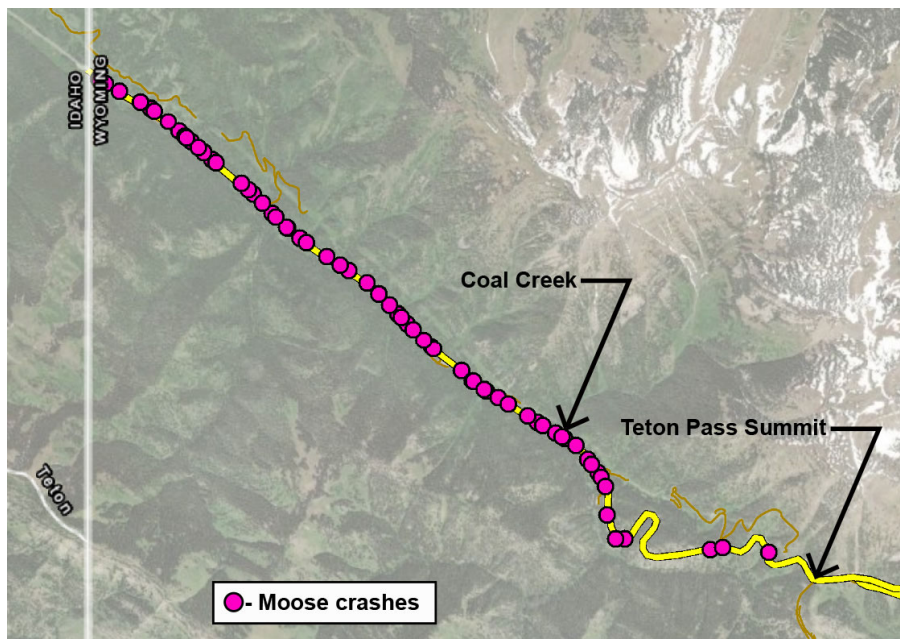 IDAHO
WYOMING
Coal Creek
Teton Pass Summit
Teton
- Moose crashes